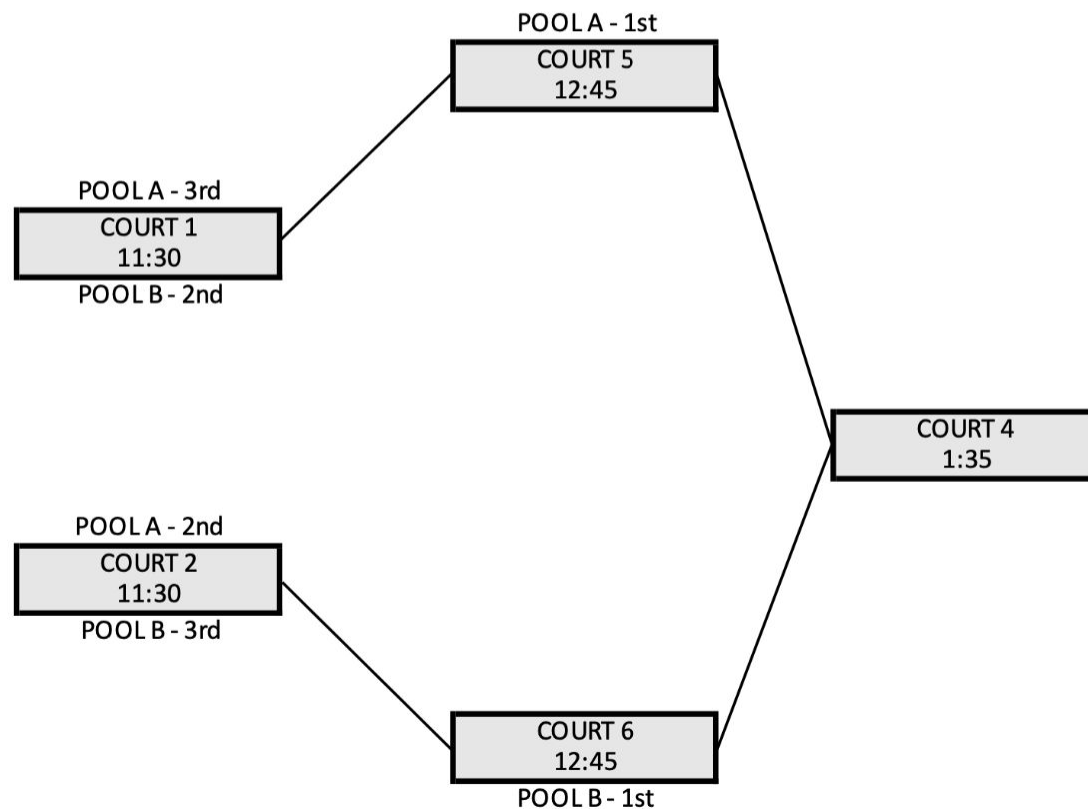 POOL A - 1st
COURT 5
12:45
POOL A - 3rd
COURT 1
11:30
POOL B - 2nd
COURT 4
1:35
POOL A - 2nd
COURT 2
11:30
POOL B - 3rd
COURT 6
12:45
POOL B - 1st